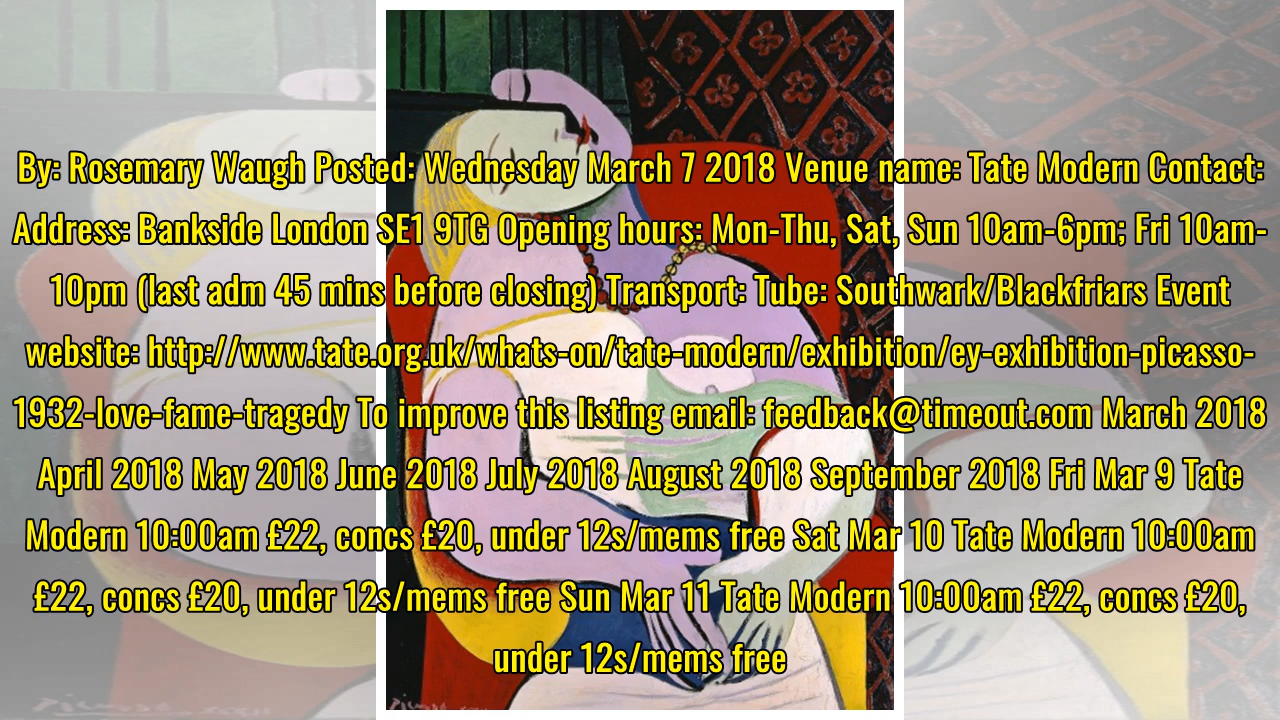 By: Rosemary Waugh Posted: Wednesday March 7 2018 Venue name: Tate Modern Contact:
Address: Bankside London SE1 9TG Opening hours: Mon-Thu, Sat, Sun 10am-6pm; Fri 10am-
10pm (last adm 45 mins before closing) Transport: Tube: Southwark/Blackfriars Event
website: http://www.tate.org.uk/whats-on/tate-modern/exhibition/ey-exhibition-picasso-
1932-love-fame-tragedy To improve this listing email: feedback@timeout.com March 2018
April 2018 May 2018 June 2018 July 2018 August 2018 September 2018 Fri Mar 9 Tate
Modern 10:00am £22, concs £20, under 12s/mems free Sat Mar 10 Tate Modern 10:00am
£22, concs £20, under 12s/mems free Sun Mar 11 Tate Modern 10:00am £22, concs £20,
under 12s/mems free